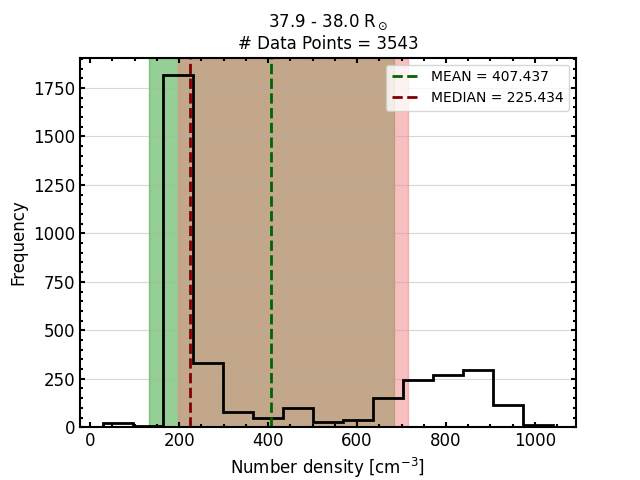 37.9 - 38.0 R⊙
# Data Points = 3543
MEAN = 407.437
MEDIAN = 225.434
Frequency
1750
1500
1250
1000
750
500
250
0
0 200 400 600 800 1000
Number density [cm⁻³]